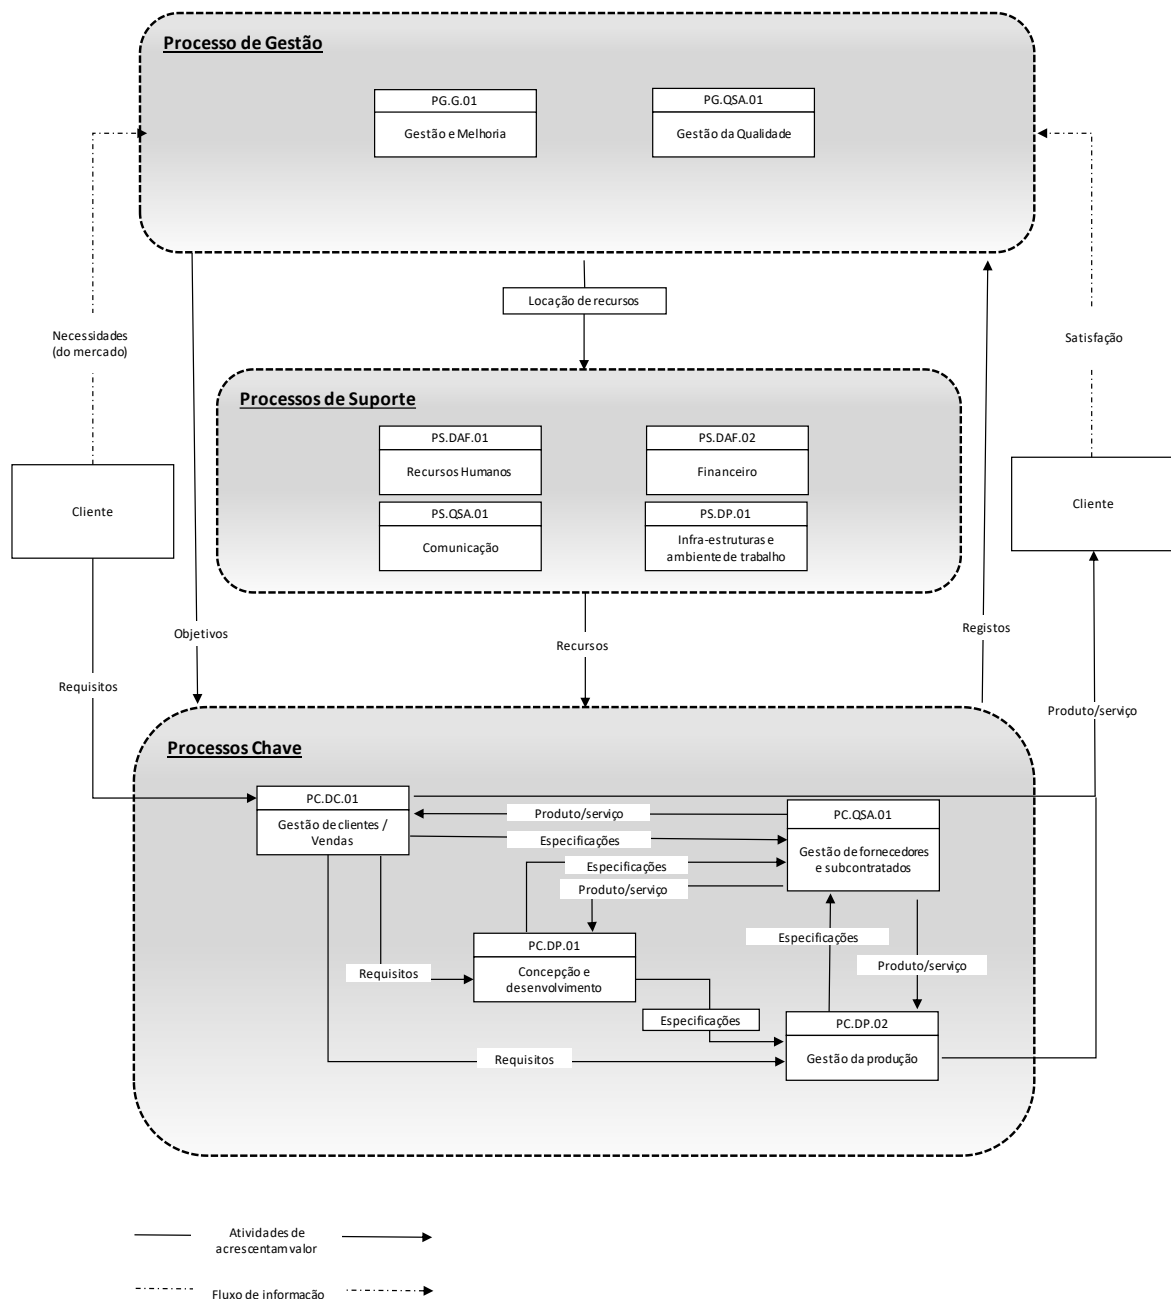 Processo de Gestão
PG.G.01
Gestão e Melhoria
PG.QSA.01
Gestão da Qualidade
Locação de recursos
Necessidades
(do mercado)
Satisfação
Processos de Suporte
PS.DAF.01
Recursos Humanos
PS.DAF.02
Financeiro
PS.QSA.01
Comunicação
PS.DP.01
Infra-estruturas e
ambiente de trabalho
Cliente
Cliente
Objetivos
Recursos
Registos
Requisitos
Produto/serviço
Processos Chave
PC.DC.01
Gestão de clientes /
Vendas
Produto/serviço
Especificações
PC.QSA.01
Gestão de fornecedores
e subcontratados
Especificações
Produto/serviço
PC.DP.01
Concepção e
desenvolvimento
Requisitos
Especificações
Produto/serviço
Especificações
PC.DP.02
Gestão da produção
Requisitos
Atividades de
acrescentam valor
Fluxo de informação